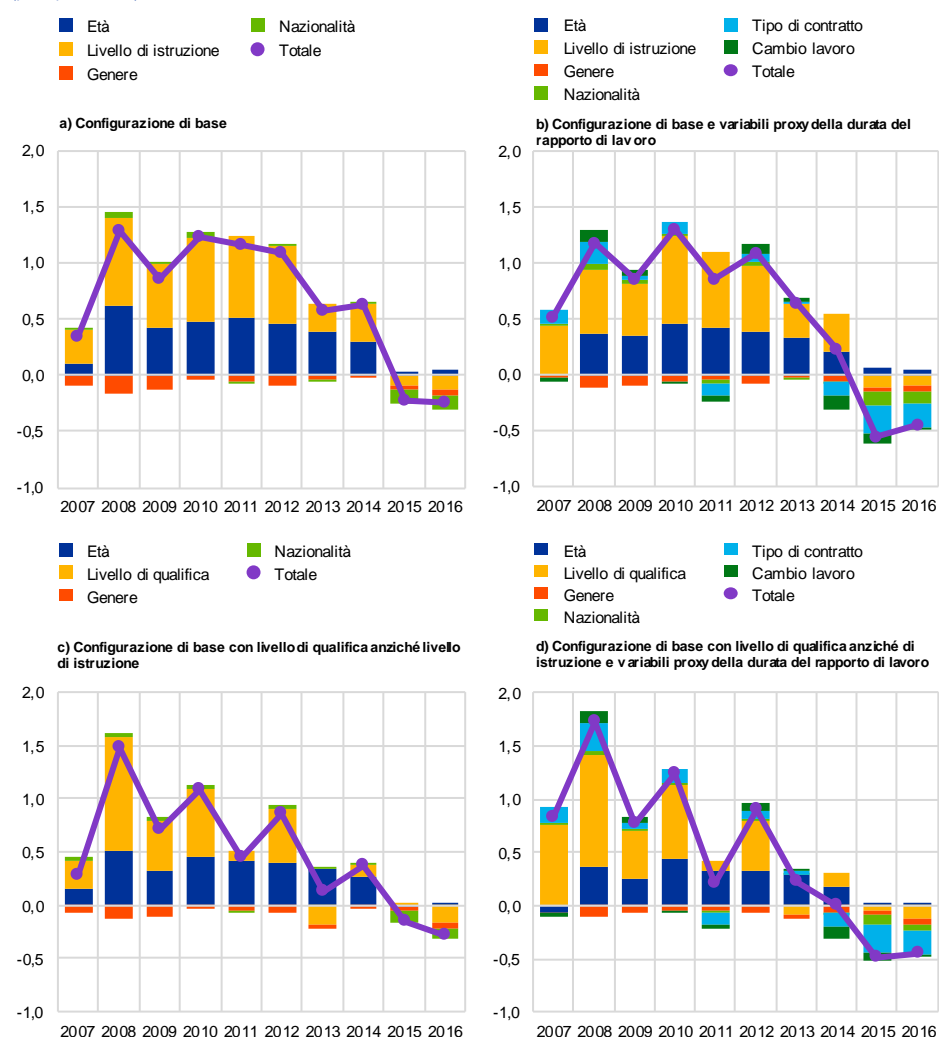 Età
Livello di istruzione
Genere
Nazionalità
Totale
a) Configurazione di base
2,0
1,5
1,0
0,5
0,0
-0,5
-1,0
2007 2008 2009 2010 2011 2012 2013 2014 2015 2016
Età
Livello di istruzione
Genere
Nazionalità
Tipo di contratto
Cambio lavoro
Totale
b) Configurazione di base e variabili proxy della durata del
rapporto di lavoro
2,0
1,5
1,0
0,5
0,0
-0,5
-1,0
2007 2008 2009 2010 2011 2012 2013 2014 2015 2016
Età
Livello di qualifica
Genere
Nazionalità
Totale
c) Configurazione di base con livello di qualifica anziché livello
di istruzione
2,0
1,5
1,0
0,5
0,0
-0,5
-1,0
2007 2008 2009 2010 2011 2012 2013 2014 2015 2016
Età
Livello di qualifica
Genere
Nazionalità
Tipo di contratto
Cambio lavoro
Totale
d) Configurazione di base con livello di qualifica anziché di
istruzione e variabili proxy della durata del rapporto di lavoro
2,0
1,5
1,0
0,5
0,0
-0,5
-1,0
2007 2008 2009 2010 2011 2012 2013 2014 2015 2016